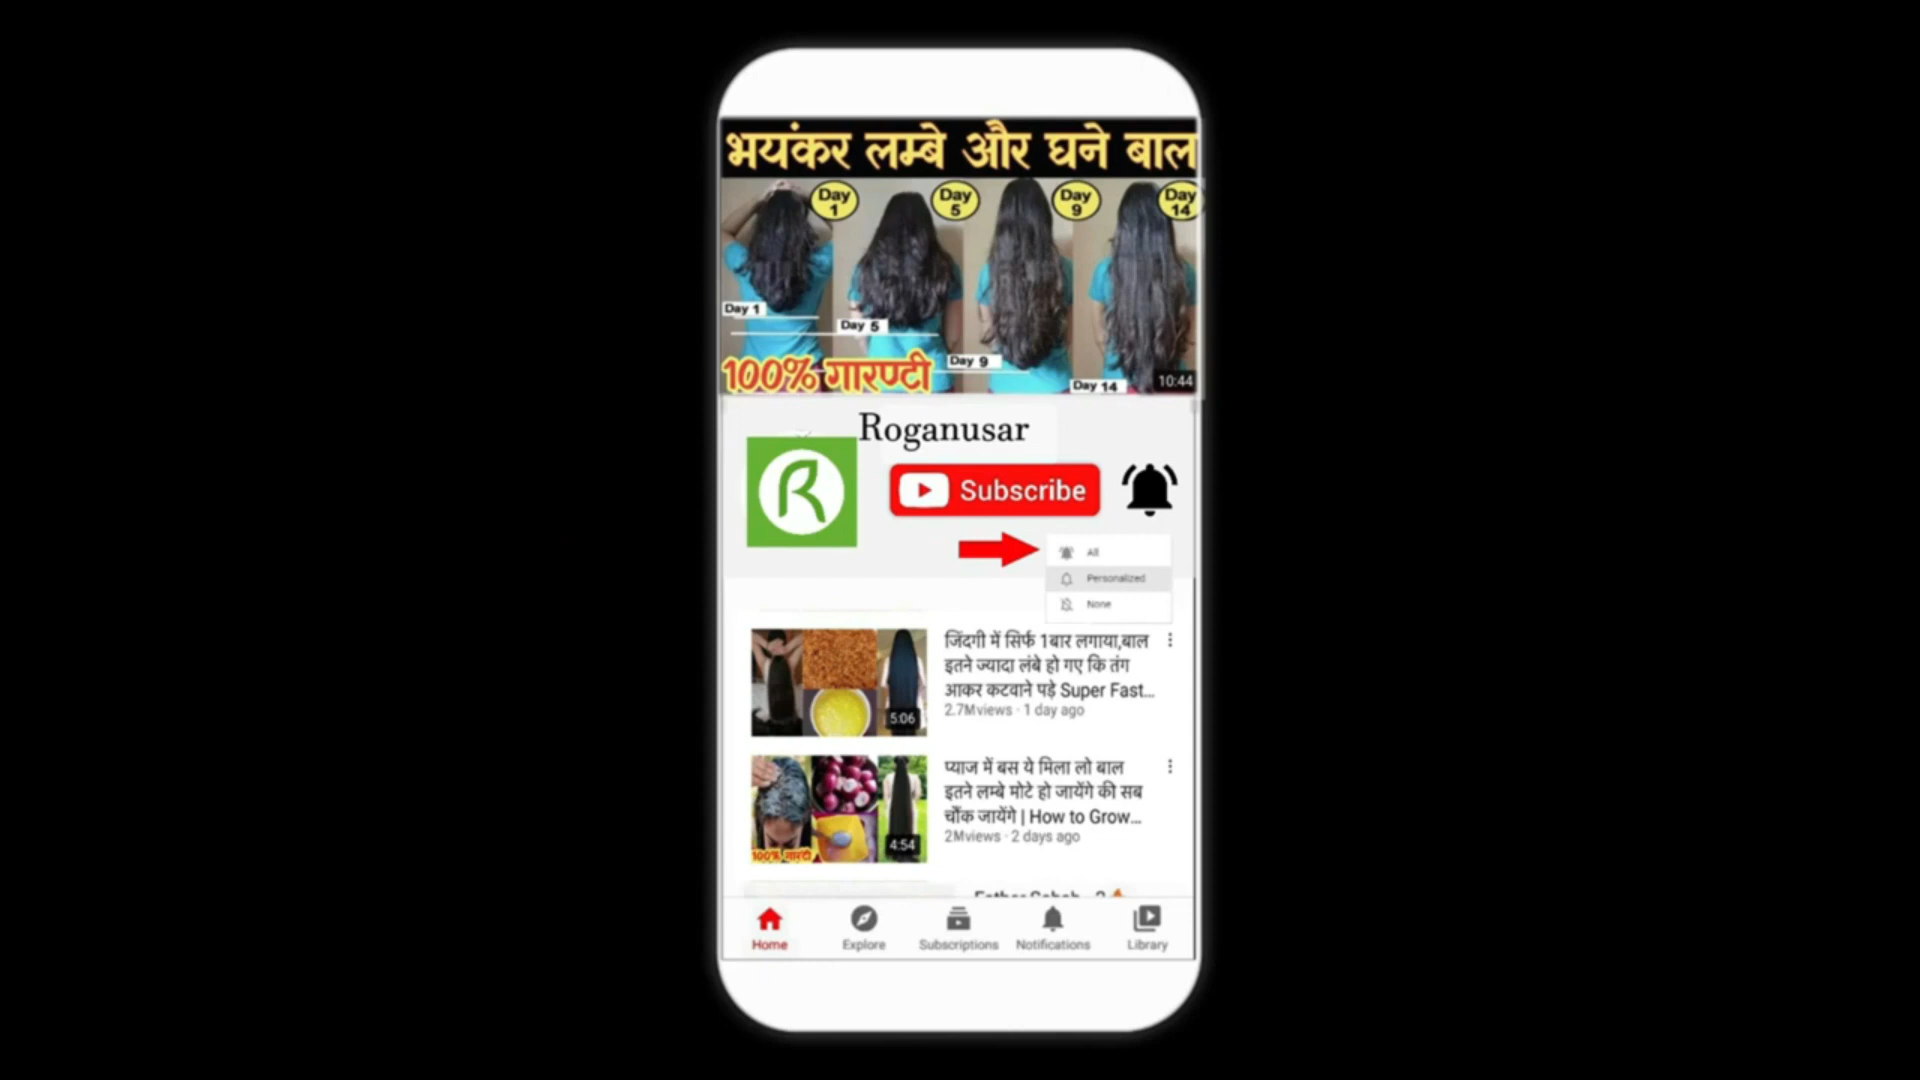 भयंकर लम्बे और घने बाल
Day 1
Day 5
Day 9
Day 14
Day 1
Day 5
Day 9
Day 14
100% गारण्टी
10:44
Roganusar
Subscribe
All
Personalized
None
जिंदगी में सिर्फ 1बार लगाया,बाल
इतने ज्यादा लंबे हो गए कि तंग
आकर कटवाने पड़े Super Fast...
2.7Mviews · 1 day ago
5:06
प्याज में बस ये मिला लो बाल
इतने लम्बे मोटे हो जायेंगे की सब
चौंक जायेंगे | How to Grow...
2Mviews · 2 days ago
100% गारंटी
4:54
Home
Explore
Subscriptions
Notifications
Library